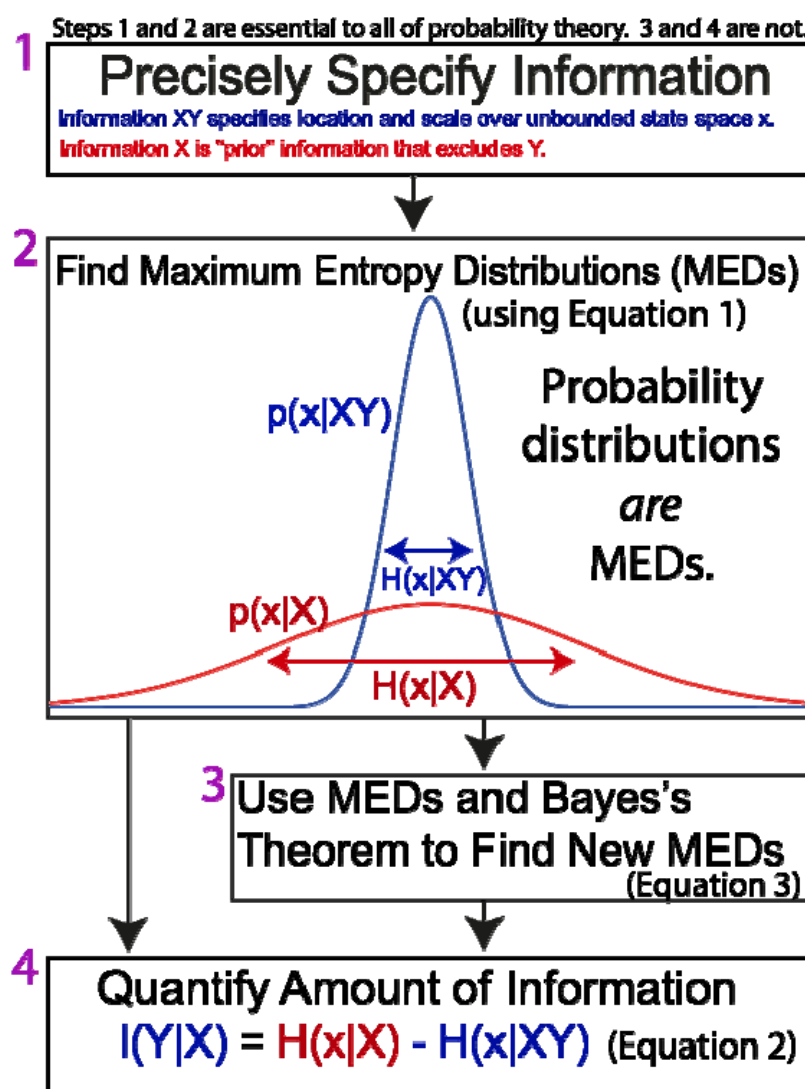 Steps 1 and 2 are essential to all of probability theory. 3 and 4 are not.
1
Precisely Specify Information
Information XY specifies location and scale over unbounded state space x.
Information X is "prior" information that excludes Y.
2
Find Maximum Entropy Distributions (MEDs)
(using Equation 1)
Probability
distributions
are
MEDs.
p(x|XY)
H(x|XY)
p(x|X)
H(x|X)
3
Use MEDs and Bayes's
Theorem to Find New MEDs
(Equation 3)
4
Quantify Amount of Information
I(Y|X) = H(x|X) - H(x|XY) (Equation 2)